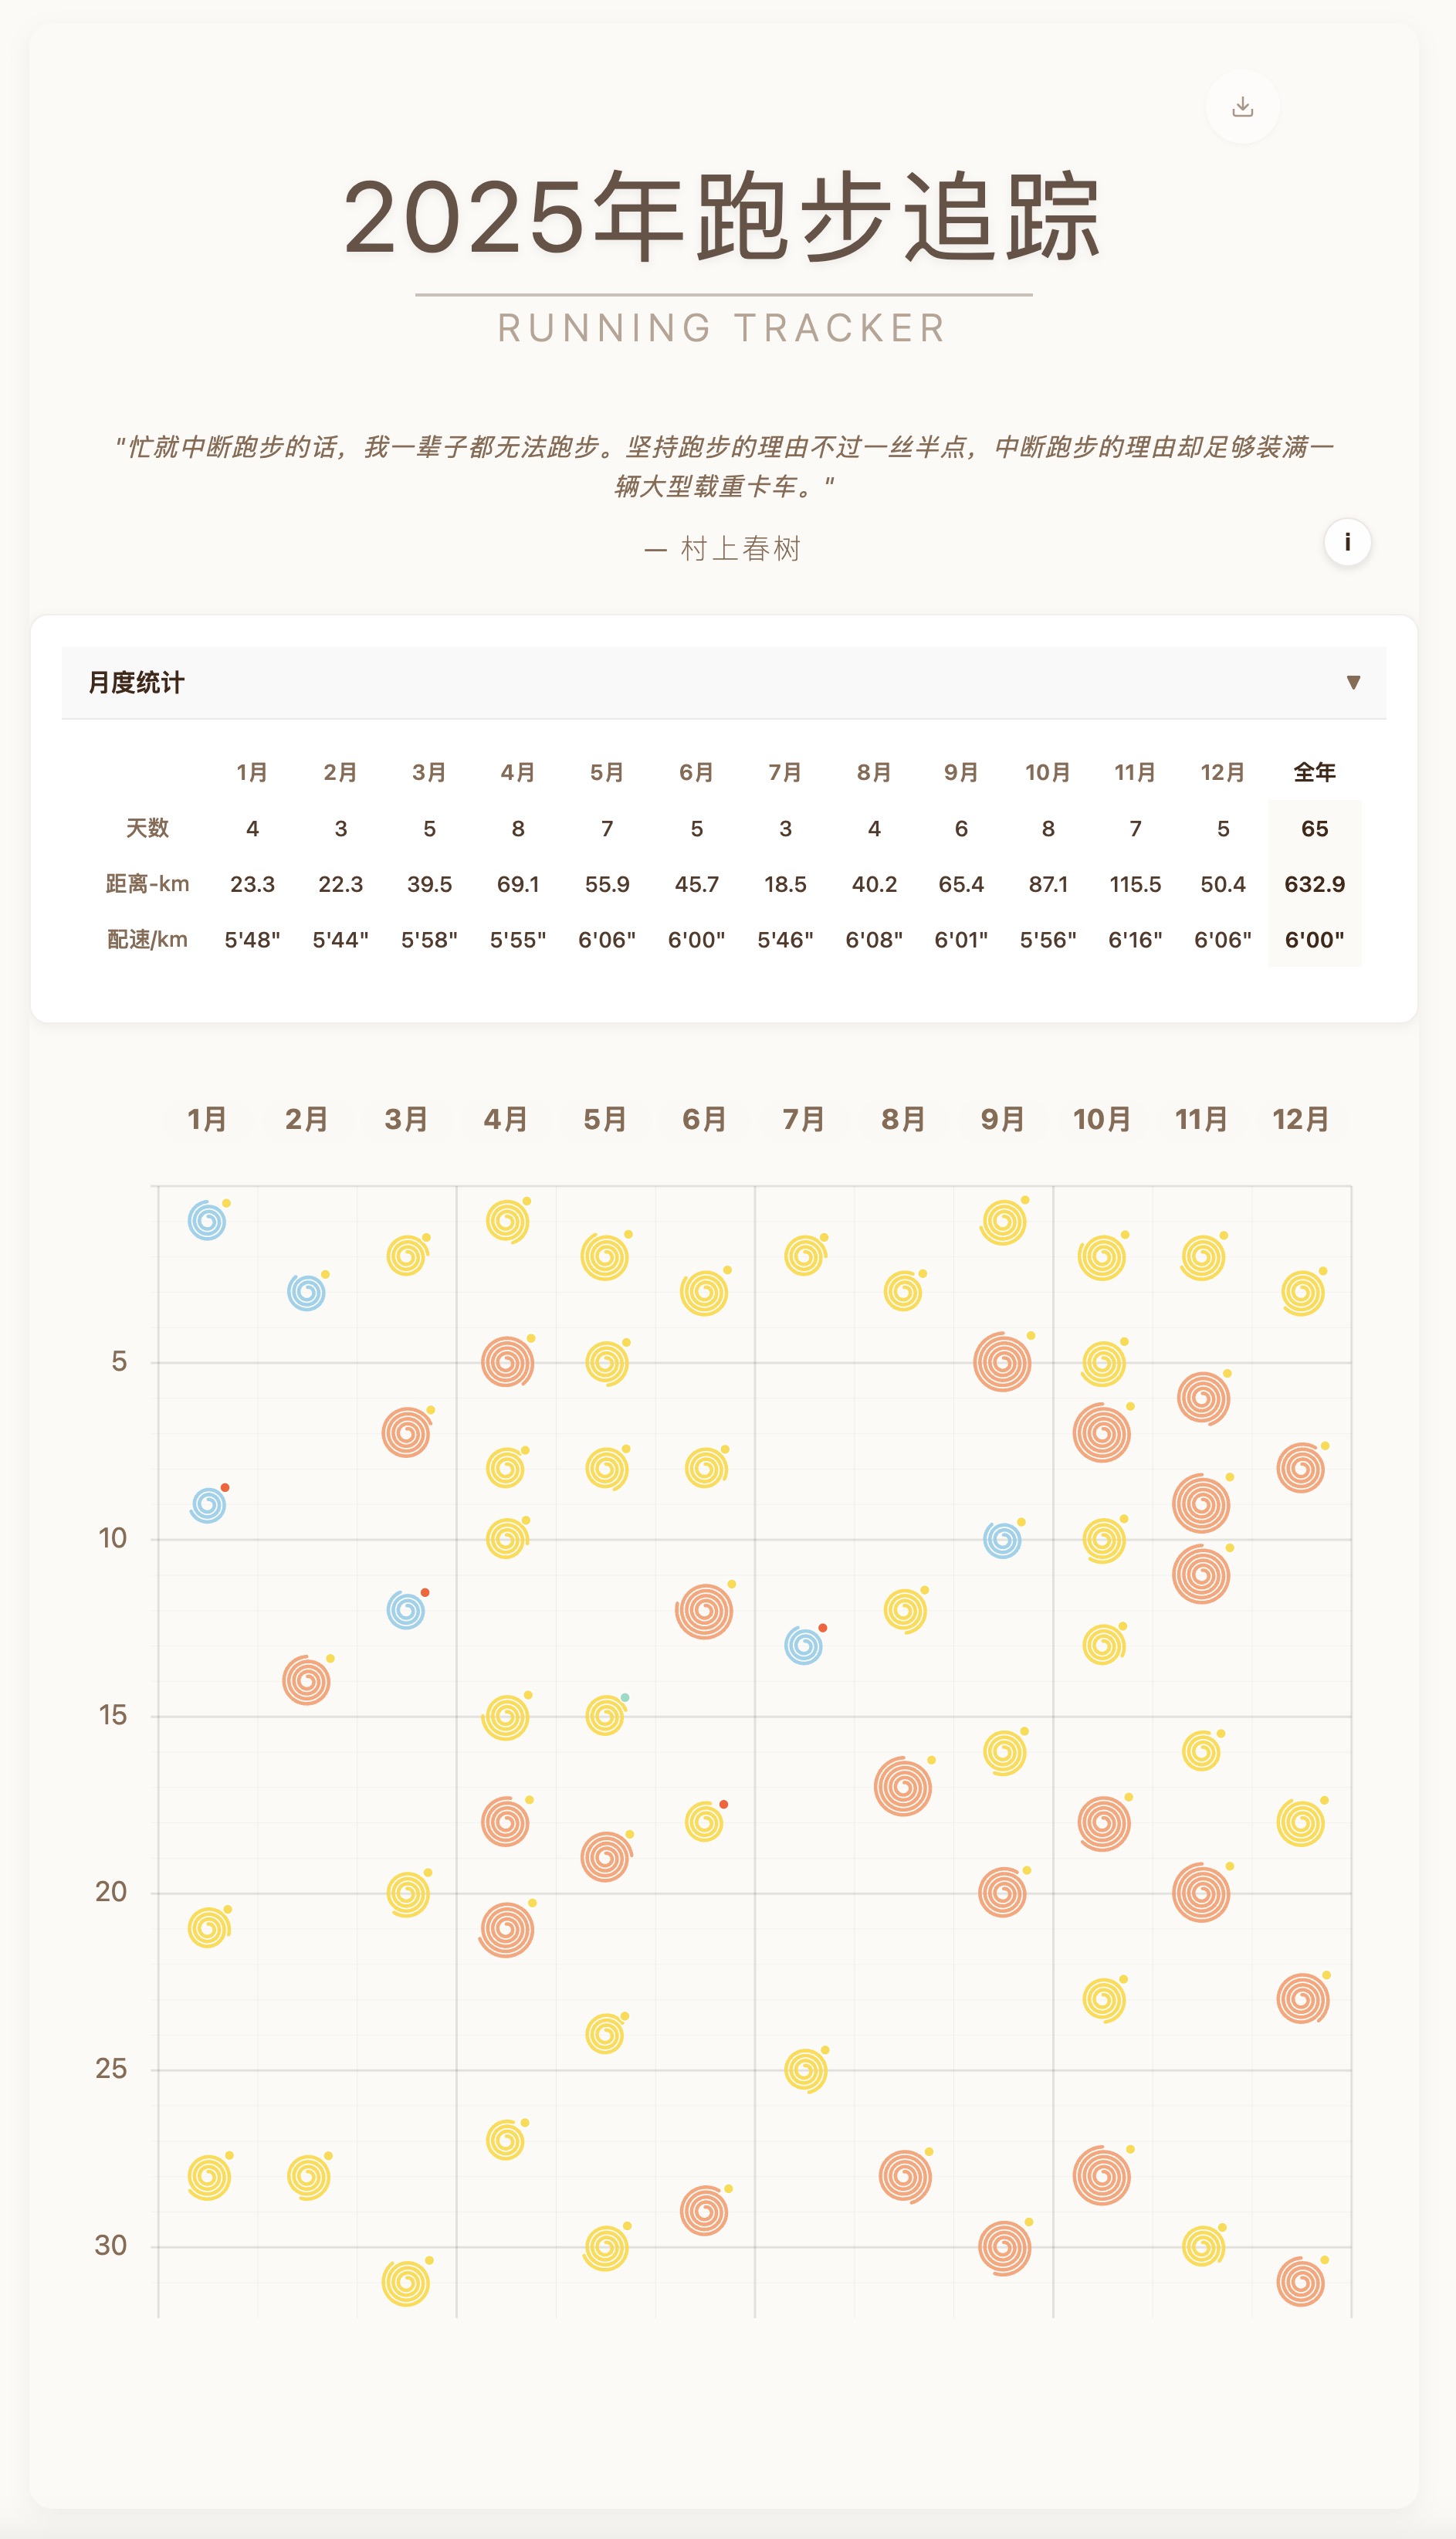 2025年跑步追踪
RUNNING TRACKER
"忙就中断跑步的话，我一辈子都无法跑步。坚持跑步的理由不过一丝半点，中断跑步的理由却足够装满一
辆大型载重卡车。"
— 村上春树
i
月度统计 ▼
1月 2月 3月 4月 5月 6月 7月 8月 9月 10月 11月 12月 全年
天数 4 3 5 8 7 5 3 4 6 8 7 5 65
距离-km 23.3 22.3 39.5 69.1 55.9 45.7 18.5 40.2 65.4 87.1 115.5 50.4 632.9
配速/km 5'48" 5'44" 5'58" 5'55" 6'06" 6'00" 5'46" 6'08" 6'01" 5'56" 6'16" 6'06" 6'00"
1月 2月 3月 4月 5月 6月 7月 8月 9月 10月 11月 12月
5
10
15
20
25
30